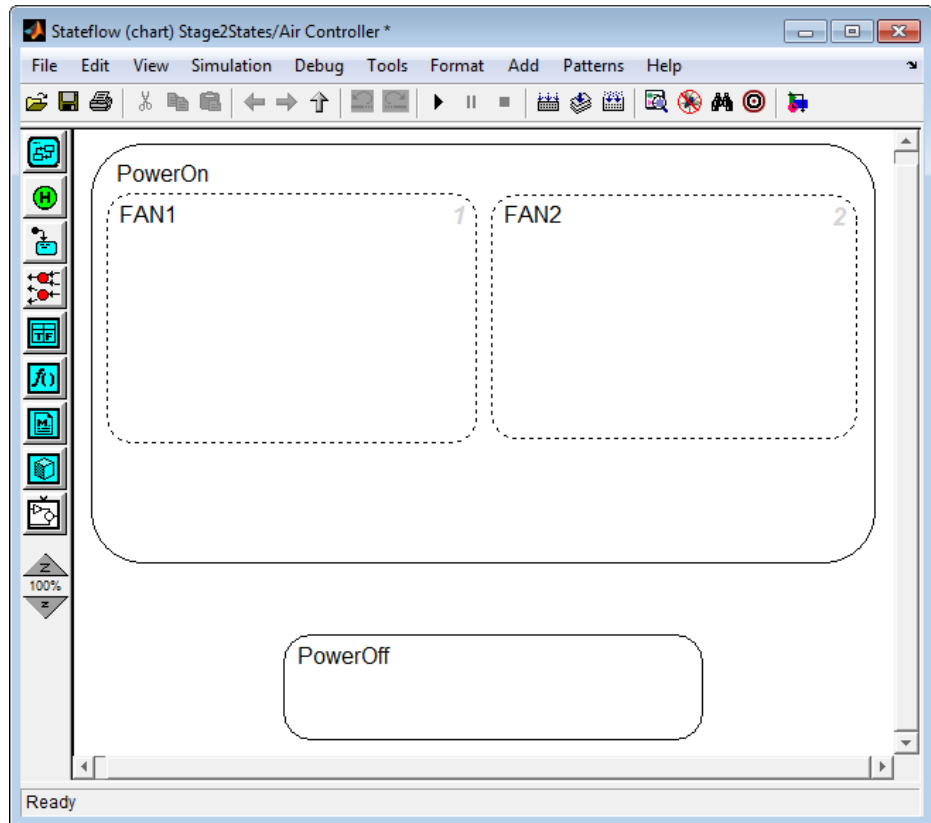 Stateflow (chart) Stage2States/Air Controller *
File Edit View Simulation Debug Tools Format Add Patterns Help
PowerOn
FAN1 1 FAN2 2
H
TF
f()
M
Z
100%
z
PowerOff
Ready